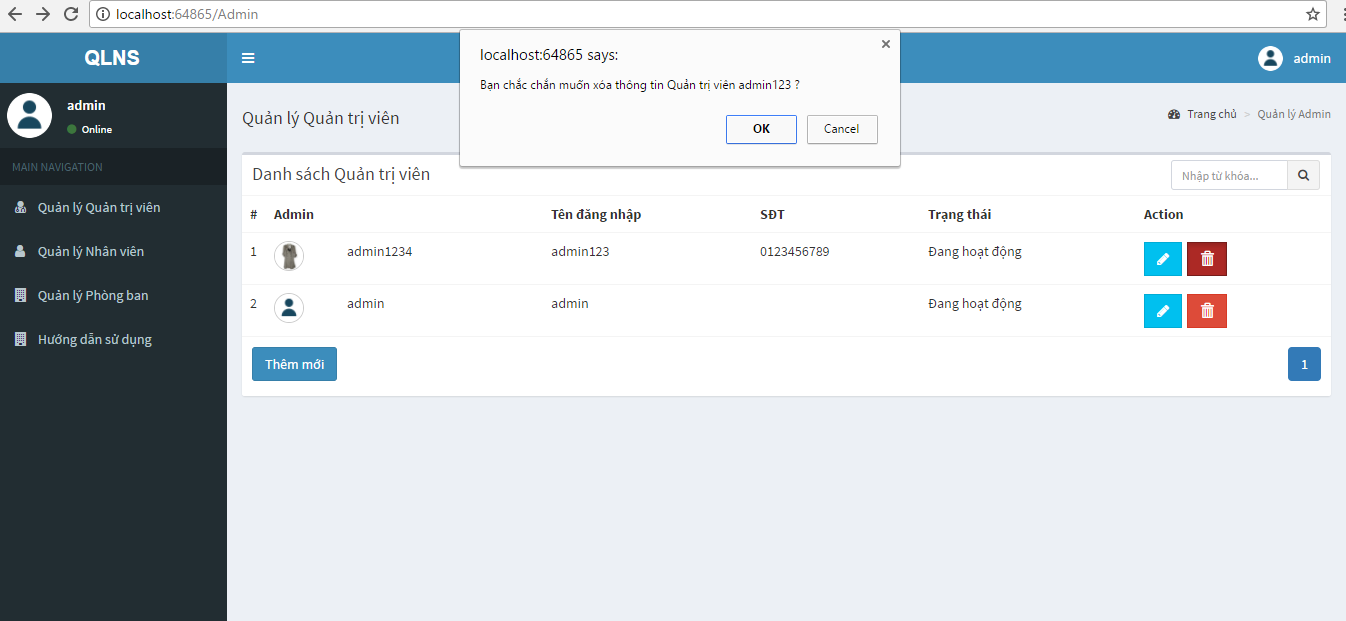 localhost:64865/Admin
QLNS
admin
localhost:64865 says:
Bạn chắc chắn muốn xóa thông tin Quản trị viên admin123 ?
OK Cancel
admin
Online
MAIN NAVIGATION
Quản lý Quản trị viên
Quản lý Nhân viên
Quản lý Phòng ban
Hướng dẫn sử dụng
Quản lý Quản trị viên
Trang chủ > Quản lý Admin
Danh sách Quản trị viên
Nhập từ khóa...
# Admin Tên đăng nhập SĐT Trạng thái Action
1 admin1234 admin123 0123456789 Đang hoạt động
2 admin admin Đang hoạt động
Thêm mới
1